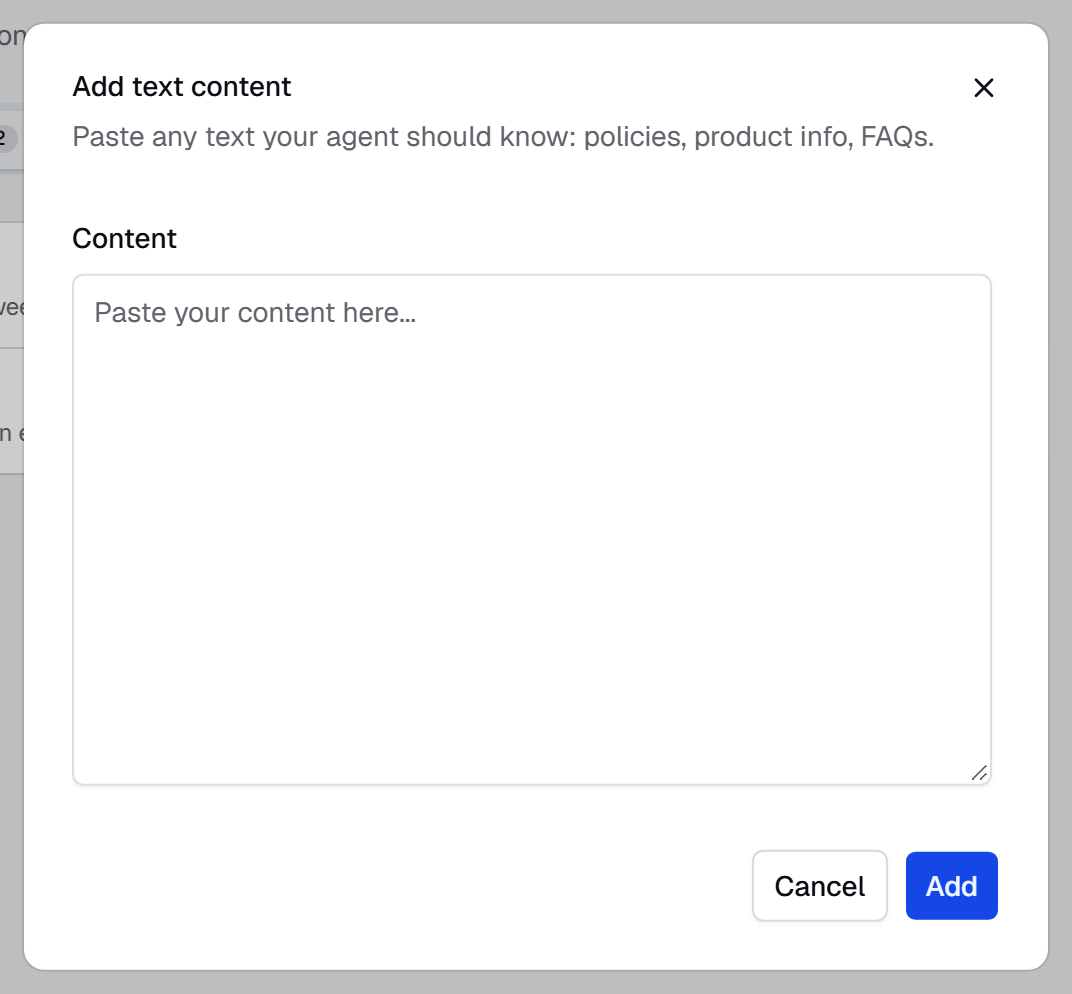 Add text content
Paste any text your agent should know: policies, product info, FAQs.
2
Content
Paste your content here...
Cancel
Add